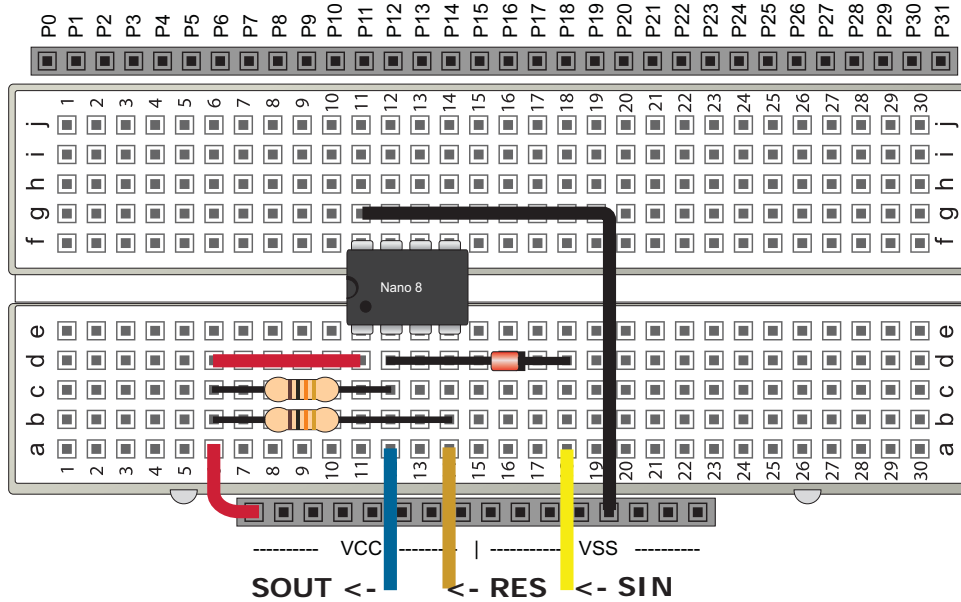 P0 P1 P2 P3 P4 P5 P6 P7 P8 P9 P10 P11 P12 P13 P14 P15 P16 P17 P18 P19 P20 P21 P22 P23 P24 P25 P26 P27 P28 P29 P30 P31
1 2 3 4 5 6 7 8 9 10 11 12 13 14 15 16 17 18 19 20 21 22 23 24 25 26 27 28 29 30
j j
i i
h h
g g
f f
Nano 8
e e
d d
c c
b b
a a
1 2 3 4 5 7 8 9 10 11 13 15 16 17 19 20 21 22 23 24 25 26 27 28 29 30
---------- VCC ---------- | ---------- VSS ----------
SOUT <- <- RES <- SIN